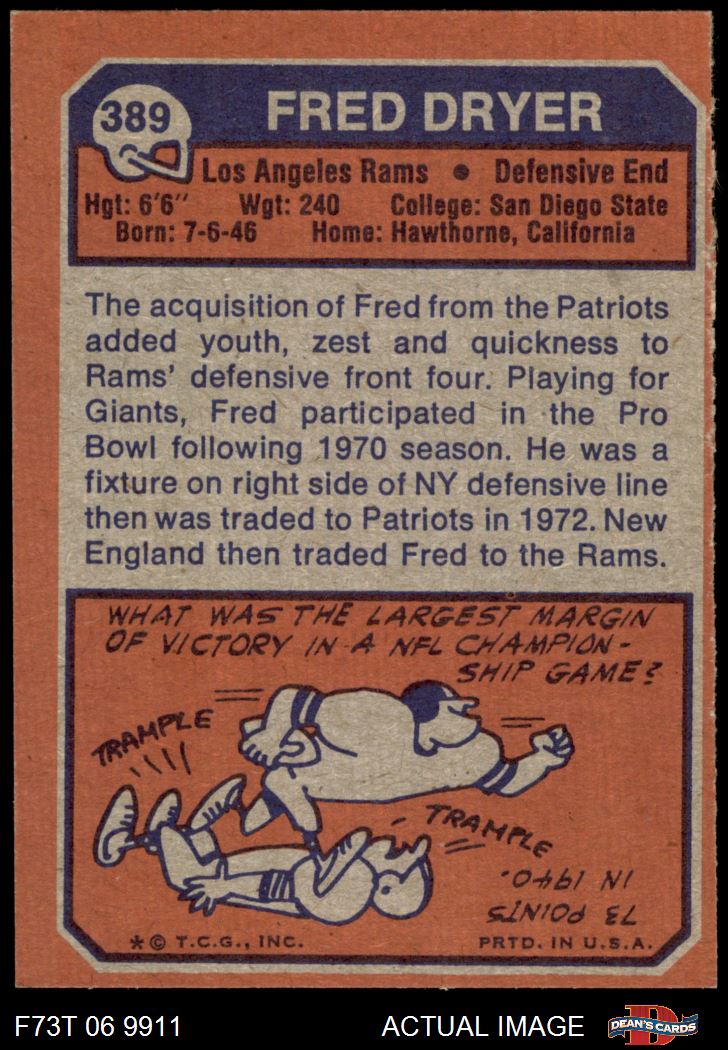 389
FRED DRYER
Los Angeles Rams • Defensive End
Hgt: 6'6" Wgt: 240 College: San Diego State
Born: 7-6-46 Home: Hawthorne, California
The acquisition of Fred from the Patriots
added youth, zest and quickness to
Rams' defensive front four. Playing for
Giants, Fred participated in the Pro
Bowl following 1970 season. He was a
fixture on right side of NY defensive line
then was traded to Patriots in 1972. New
England then traded Fred to the Rams.
WHAT WAS THE LARGEST MARGIN
OF VICTORY IN A NFL CHAMPION-
SHIP GAME?
TRAMPLE
TRAMPLE
73 POINTS
IN 1940.
* © T.C.G., INC. PRTD. IN U.S.A.
F73T 06 9911 ACTUAL IMAGE
D
DEAN'S CARDS